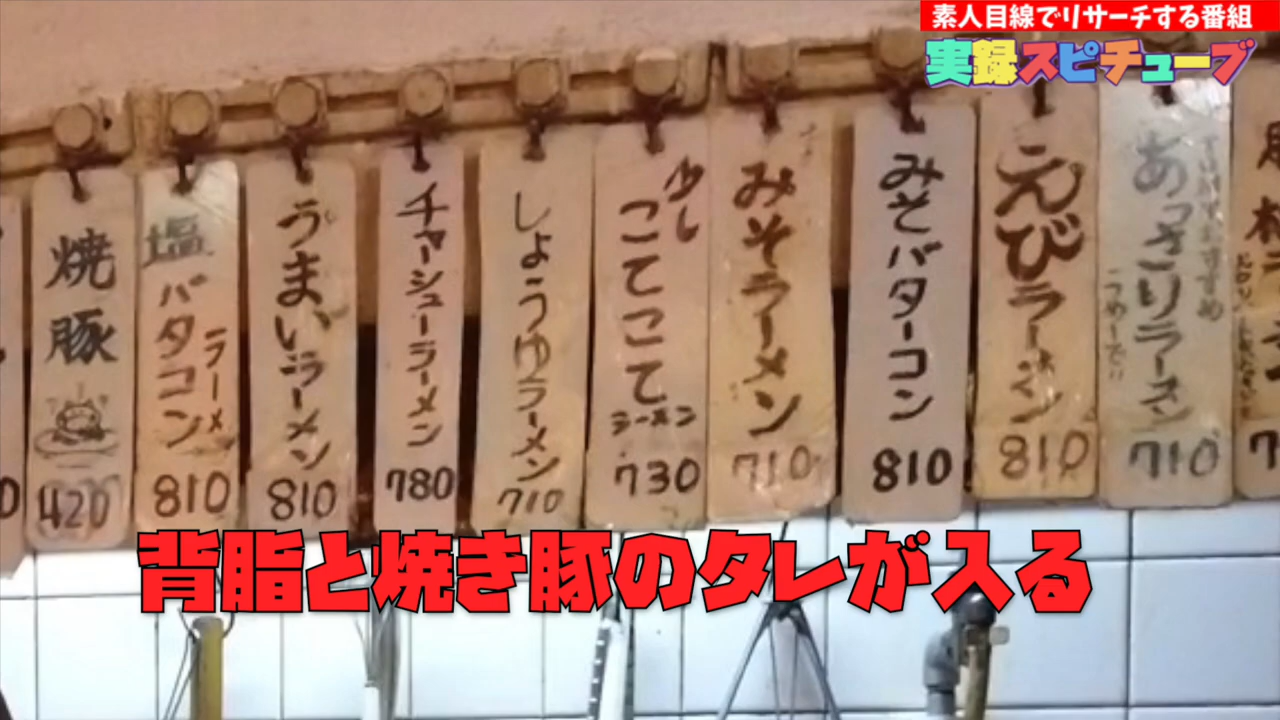 素人目線でリサーチする番組
実録スピチューブ
焼豚
420
塩バタコン
ラーメン
810
うまいラーメン
810
チャーシューラーメン
780
しょうゆラーメン
710
少し
こてこて
ラーメン
730
みそラーメン
710
みそバターコン
810
えびラーメン
810
あっさりラーメン
710
背脂と焼き豚のタレが入る